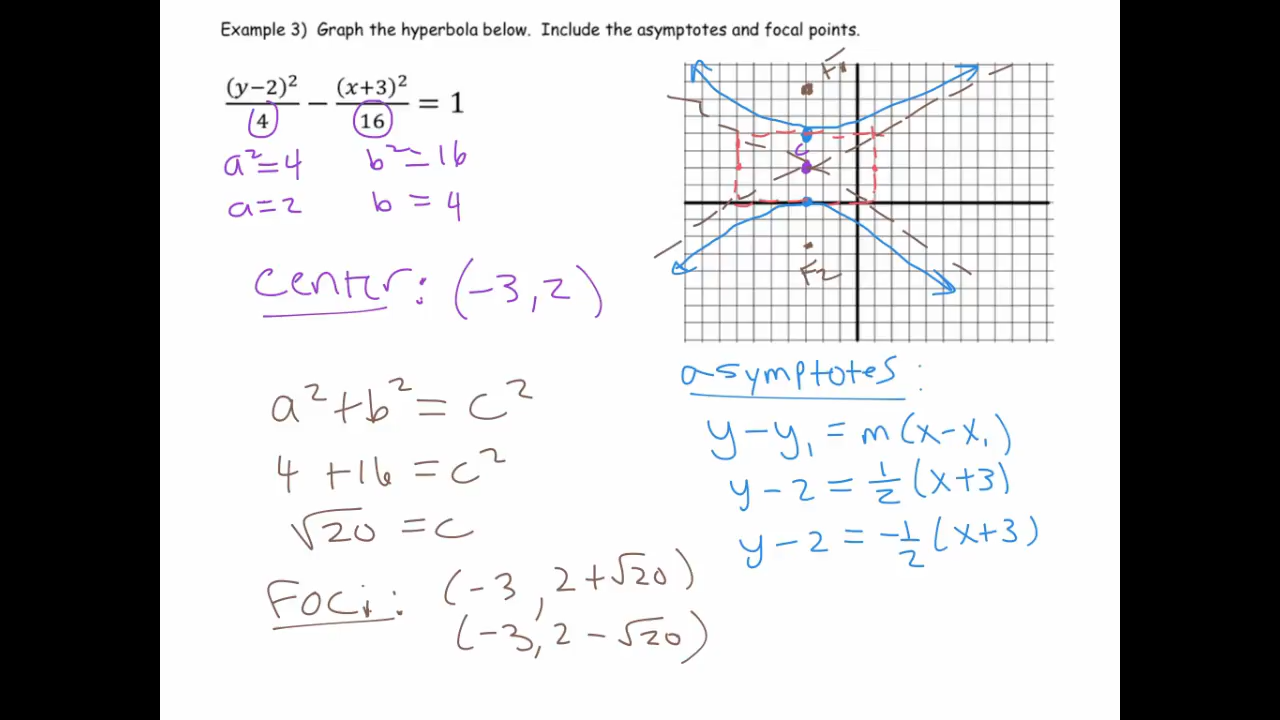 Example 3) Graph the hyperbola below. Include the asymptotes and focal points.
(y−2)²/4 − (x+3)²/16 = 1
a²=4 b²=16
a=2 b=4
center: (−3,2)
a²+b²=c²
4+16=c²
√20=c
Foci: (−3, 2+√20)
(−3, 2−√20)
F1
C
F2
asymptotes:
y−y₁=m(x−x₁)
y−2=½(x+3)
y−2=−½(x+3)